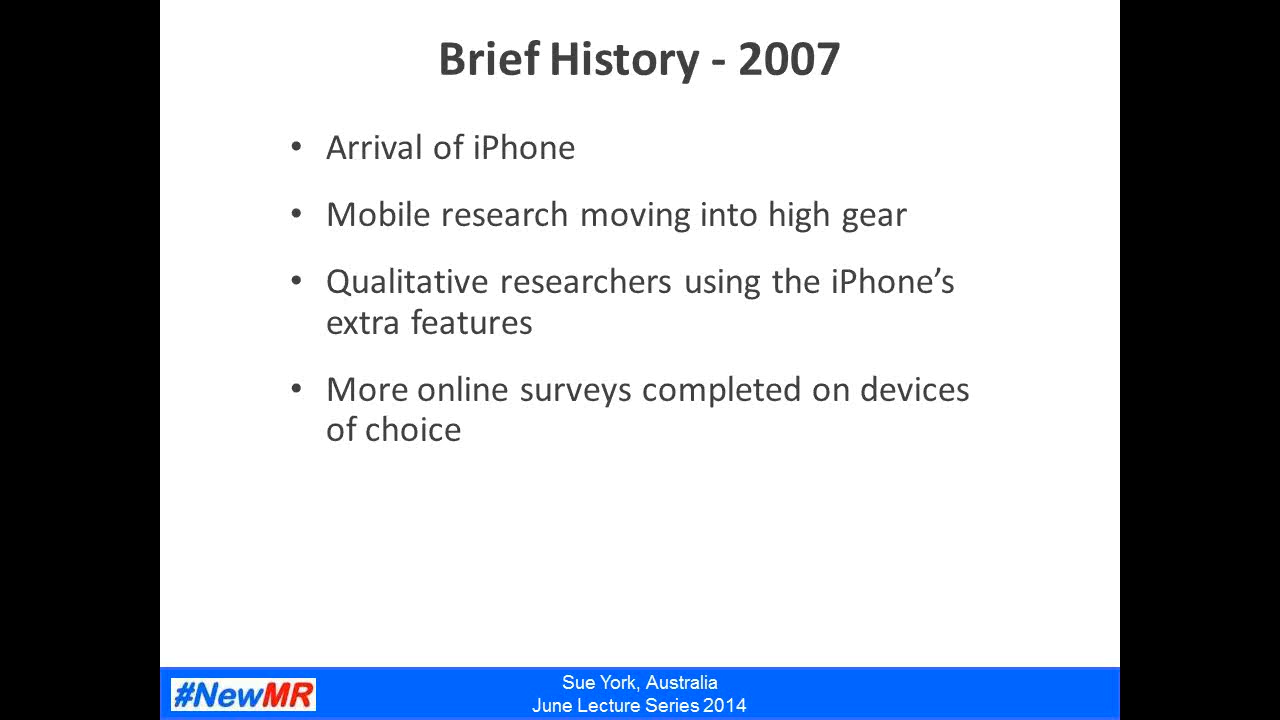 Brief History - 2007
• Arrival of iPhone
• Mobile research moving into high gear
• Qualitative researchers using the iPhone’s
extra features
• More online surveys completed on devices
of choice
#NewMR
Sue York, Australia
June Lecture Series 2014